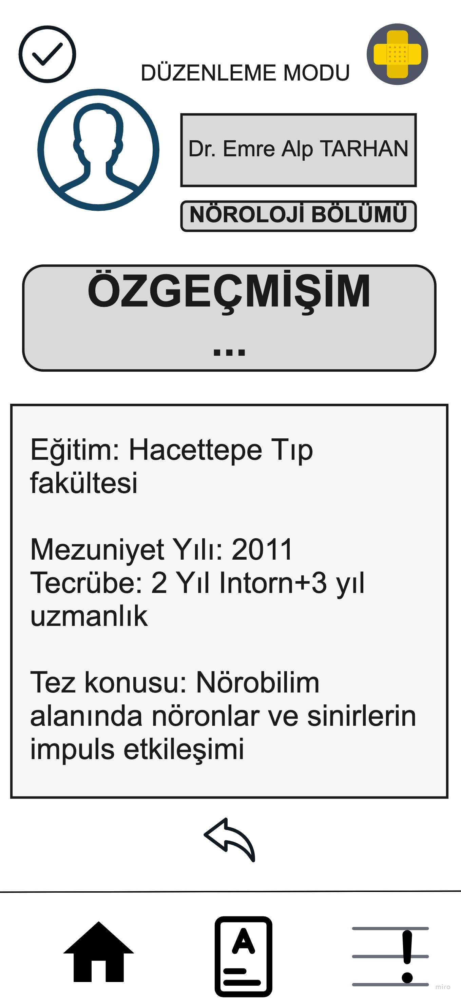 DÜZENLEME MODU
Dr. Emre Alp TARHAN
NÖROLOJİ BÖLÜMÜ
ÖZGEÇMİŞİM
...
Eğitim: Hacettepe Tıp
fakültesi
Mezuniyet Yılı: 2011
Tecrübe: 2 Yıl Intorn+3 yıl
uzmanlık
Tez konusu: Nörobilim
alanında nöronlar ve sinirlerin
impuls etkileşimi
A
!
miro